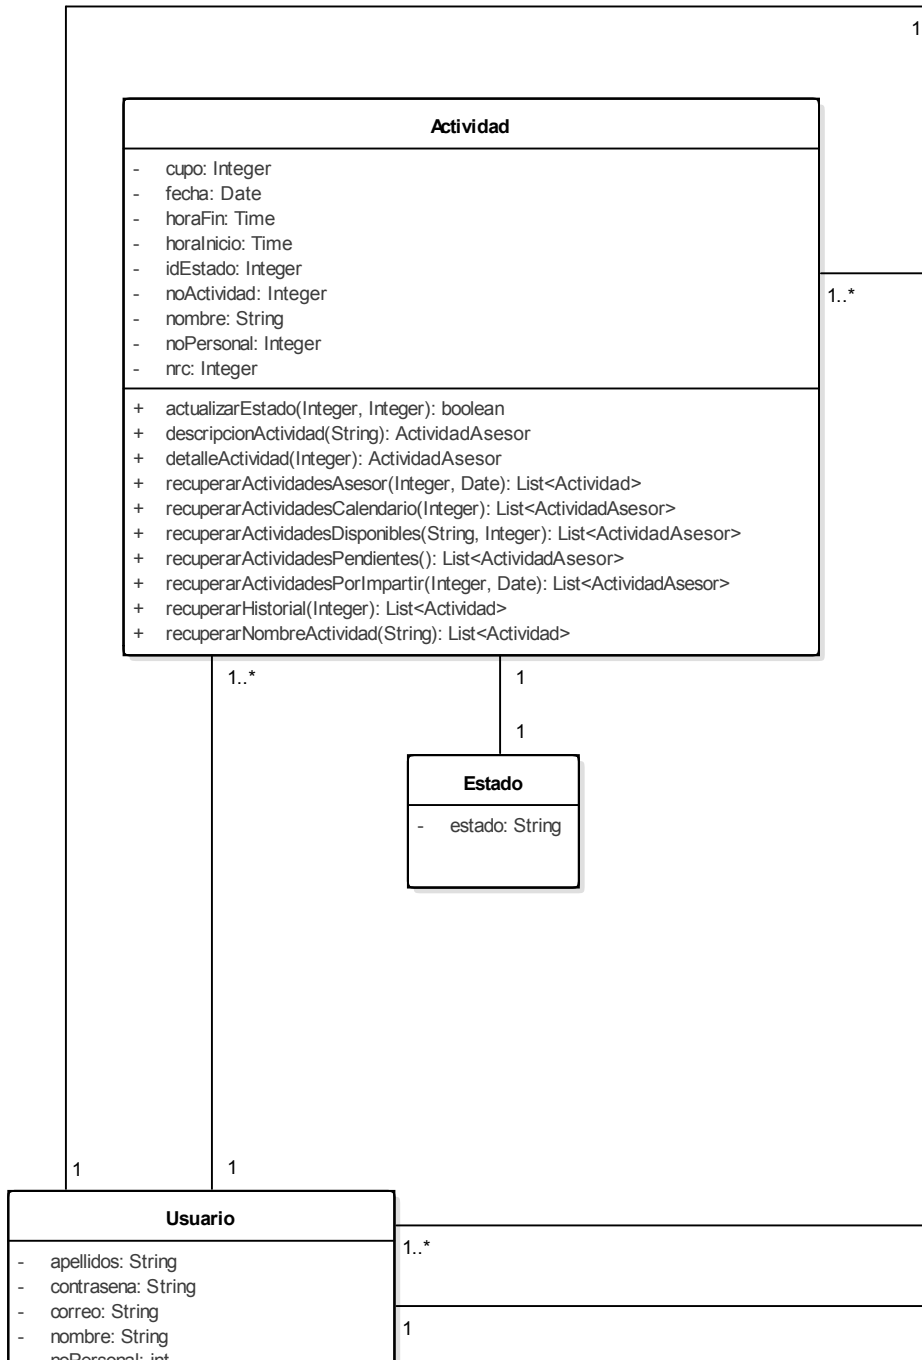 1
Actividad
- cupo: Integer
- fecha: Date
- horaFin: Time
- horaInicio: Time
- idEstado: Integer
- noActividad: Integer
- nombre: String
- noPersonal: Integer
- nrc: Integer
1..*
+ actualizarEstado(Integer, Integer): boolean
+ descripcionActividad(String): ActividadAsesor
+ detalleActividad(Integer): ActividadAsesor
+ recuperarActividadesAsesor(Integer, Date): List<Actividad>
+ recuperarActividadesCalendario(Integer): List<ActividadAsesor>
+ recuperarActividadesDisponibles(String, Integer): List<ActividadAsesor>
+ recuperarActividadesPendientes(): List<ActividadAsesor>
+ recuperarActividadesPorImpartir(Integer, Date): List<ActividadAsesor>
+ recuperarHistorial(Integer): List<Actividad>
+ recuperarNombreActividad(String): List<Actividad>
1..* 1
1
Estado
- estado: String
1 1
Usuario
1..*
- apellidos: String
- contrasena: String
- correo: String
- nombre: String
1
- noPersonal: int